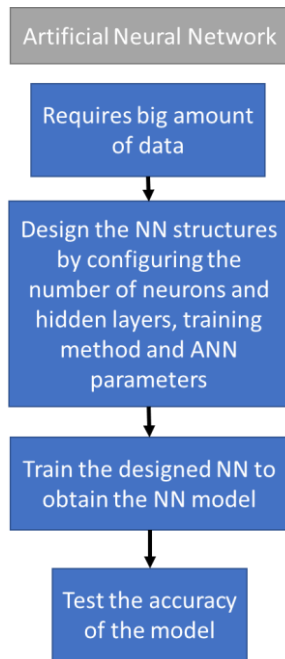 Artificial Neural Network
Requires big amount
of data
Design the NN structures
by configuring the
number of neurons and
hidden layers, training
method and ANN
parameters
Train the designed NN to
obtain the NN model
Test the accuracy
of the model